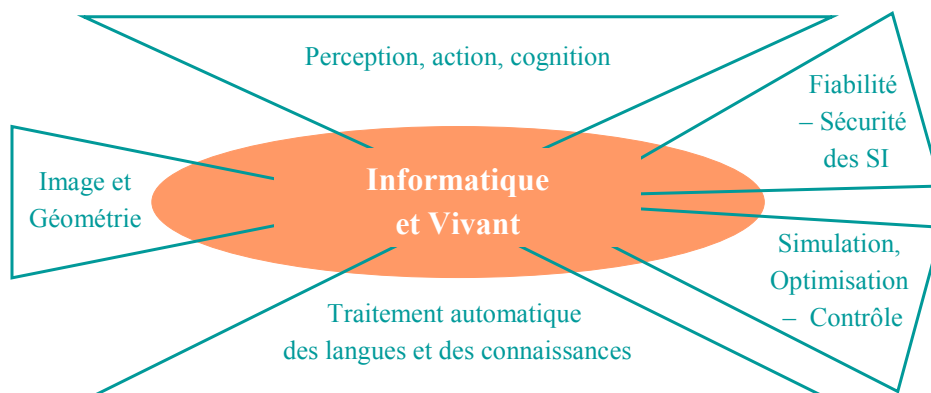 Perception, action, cognition
Fiabilité
– Sécurité
des SI
Image et
Géométrie
Informatique
et Vivant
Simulation,
Optimisation
– Contrôle
Traitement automatique
des langues et des connaissances